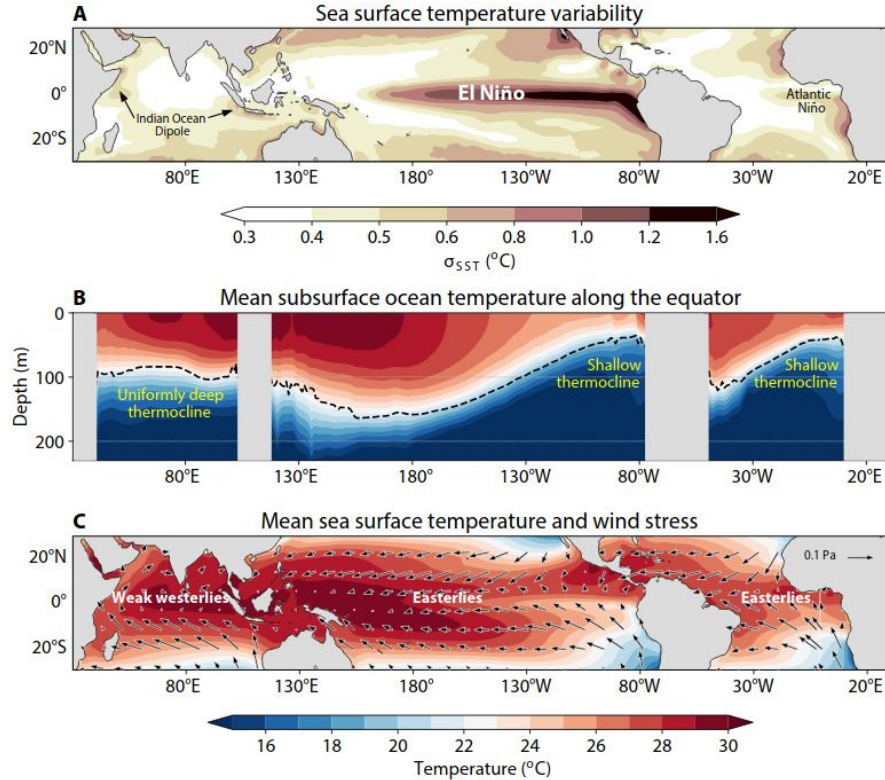 A Sea surface temperature variability
20°N
0°
20°S
El Niño
Indian Ocean
Dipole
Atlantic
Niño
80°E 130°E 180° 130°W 80°W 30°W 20°E
0.3 0.4 0.5 0.6 0.8 1.0 1.2 1.6
σSST (°C)
B Mean subsurface ocean temperature along the equator
Depth (m)
0
100
200
Uniformly deep
thermocline
Shallow
thermocline
Shallow
thermocline
80°E 130°E 180° 130°W 80°W 30°W 20°E
C Mean sea surface temperature and wind stress
20°N
0°
20°S
0.1 Pa
Weak westerlies Easterlies Easterlies
80°E 130°E 180° 130°W 80°W 30°W 20°E
16 18 20 22 24 26 28 30
Temperature (°C)